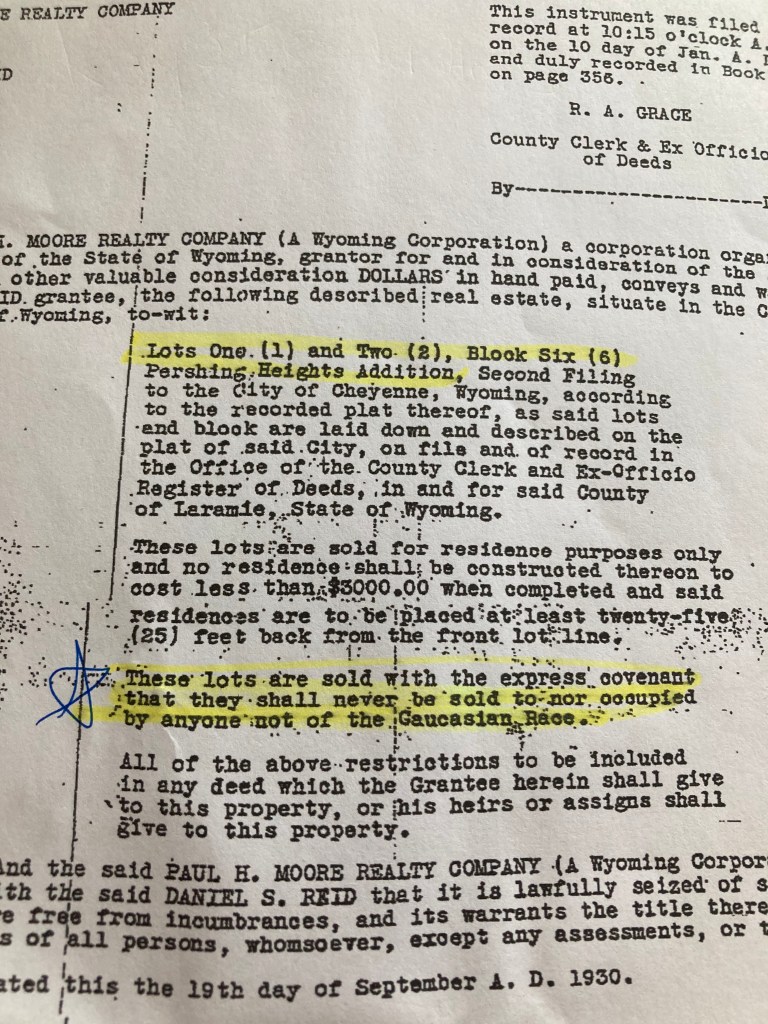 E REALTY COMPANY
This instrument was filed
record at 10:15 o'clock A.
on the 10 day of Jan. A.
D
and duly recorded in Book
on page 356.
R. A. GRACE
County Clerk & Ex Officio
of Deeds
By
H. MOORE REALTY COMPANY (A Wyoming Corporation) a corporation orga
of the State of Wyoming, grantor for and in consideration of the
other valuable consideration DOLLARS in hand paid, conveys and w
ID. grantee, the following described real estate, situate in the C
f Wyoming, to-wit:
Lots One (1) and Two (2), Block Six (6)
Pershing Heights Addition, Second Filing
to the City of Cheyenne, Wyoming, according
to the recorded plat thereof, as said lots
and block are laid down and described on the
plat of said City, on file and of record in
the Office of the County Clerk and Ex-Officio
Register of Deeds, in and for said County
of Laramie, State of Wyoming.
These lots are sold for residence purposes only
and no residence shall be constructed thereon to
cost less than $3000.00 when completed and said
residences are to be placed at least twenty-five
(25) feet back from the front lot line.
These lots are sold with the express covenant
that they shall never be sold to nor occupied
by anyone not of the Caucasian Race.
All of the above restrictions to be included
in any deed which the Grantee herein shall give
to this property, or his heirs or assigns shall
give to this property.
And the said PAUL H. MOORE REALTY COMPANY (A Wyoming Corpor
ith the said DANIEL S. REID that it is lawfully seized of s
re free from incumbrances, and its warrants the title there
s of all persons, whomsoever, except any assessments, or t
ated this the 19th day of September A. D. 1930.